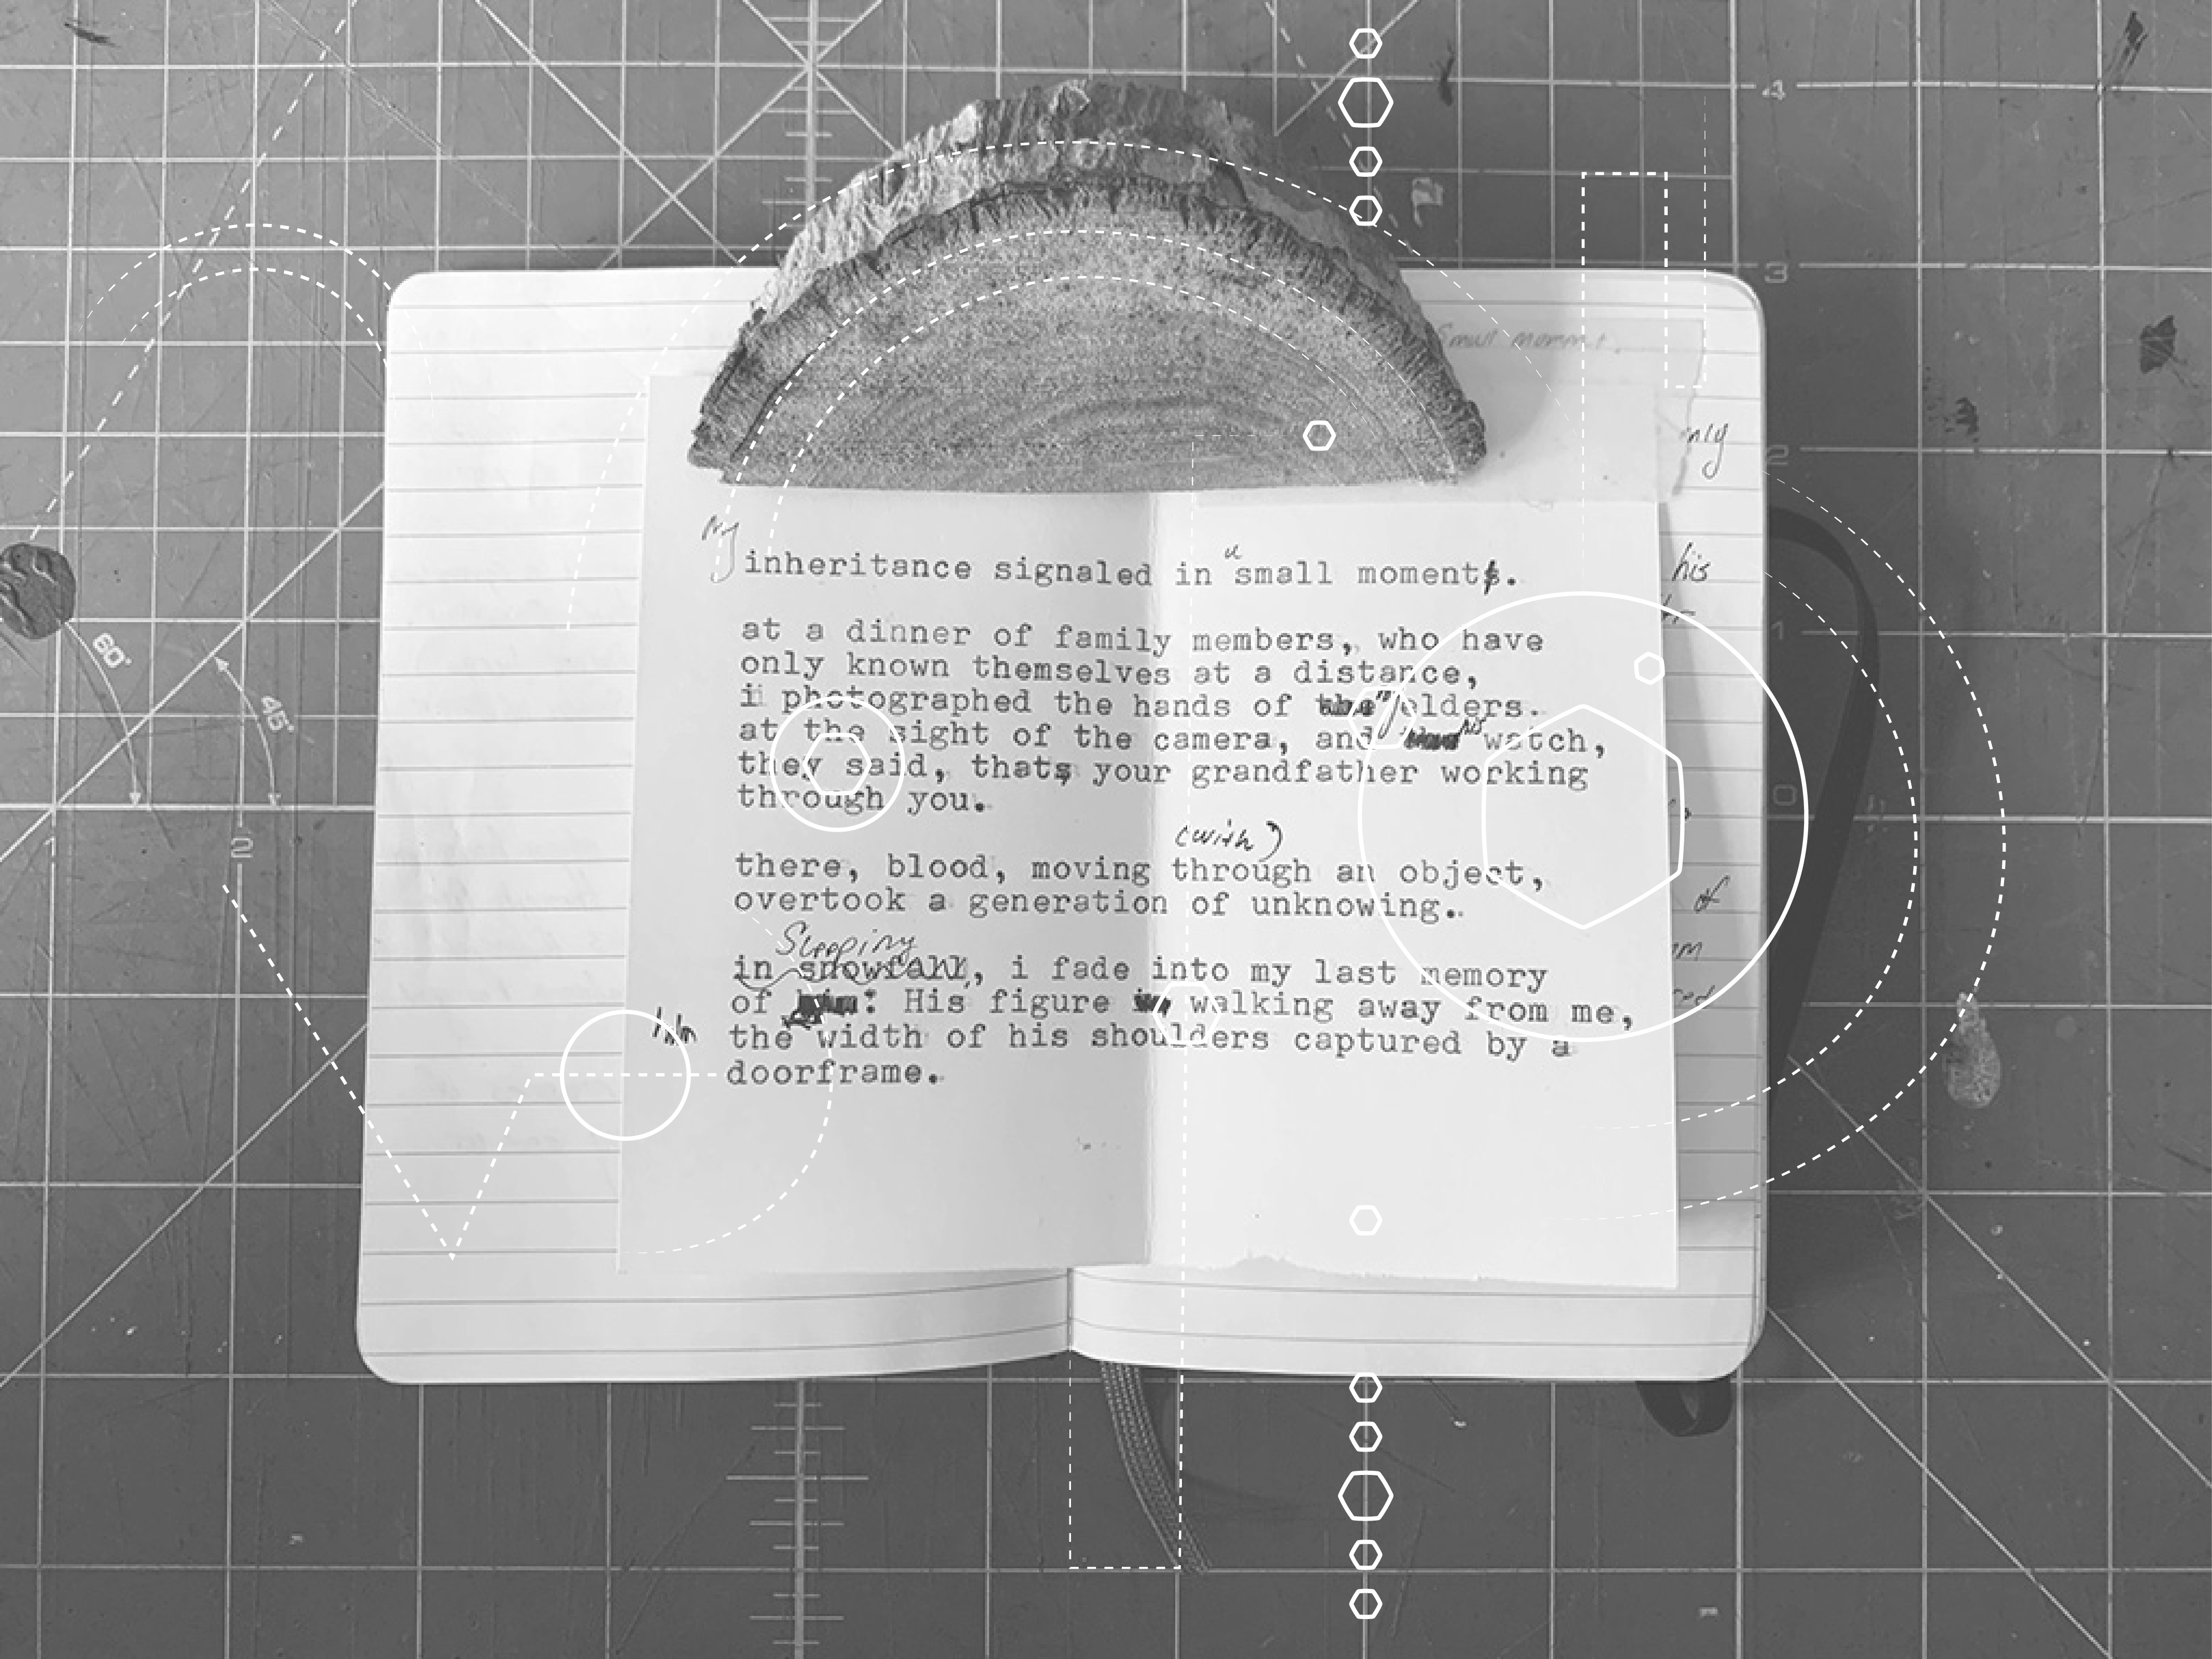 4
3
Small moment.
2
only
My
a
inheritance signaled in small moments.
his
1
at a dinner of family members, who have
only known themselves at a distance,
my
i photographed the hands of the elders.
his
at the sight of the camera, and watch,
they said, thats your grandfather working
through you.
0
60°
45°
1
2
(with)
there, blood, moving through an object,
overtook a generation of unknowing.
of
Sleeping
in snowfall, i fade into my last memory
of him: His figure in walking away from me,
him
the width of his shoulders captured by a
doorframe.